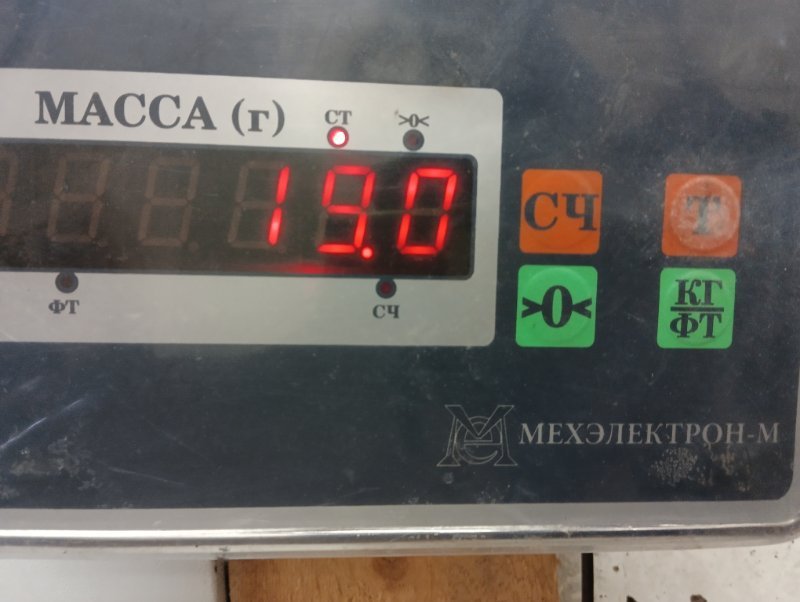 МАССА (г)
СТ
>0<
19.0
ФТ
СЧ
СЧ
Т
>0<
КГ
ФТ
МЕХЭЛЕКТРОН-М